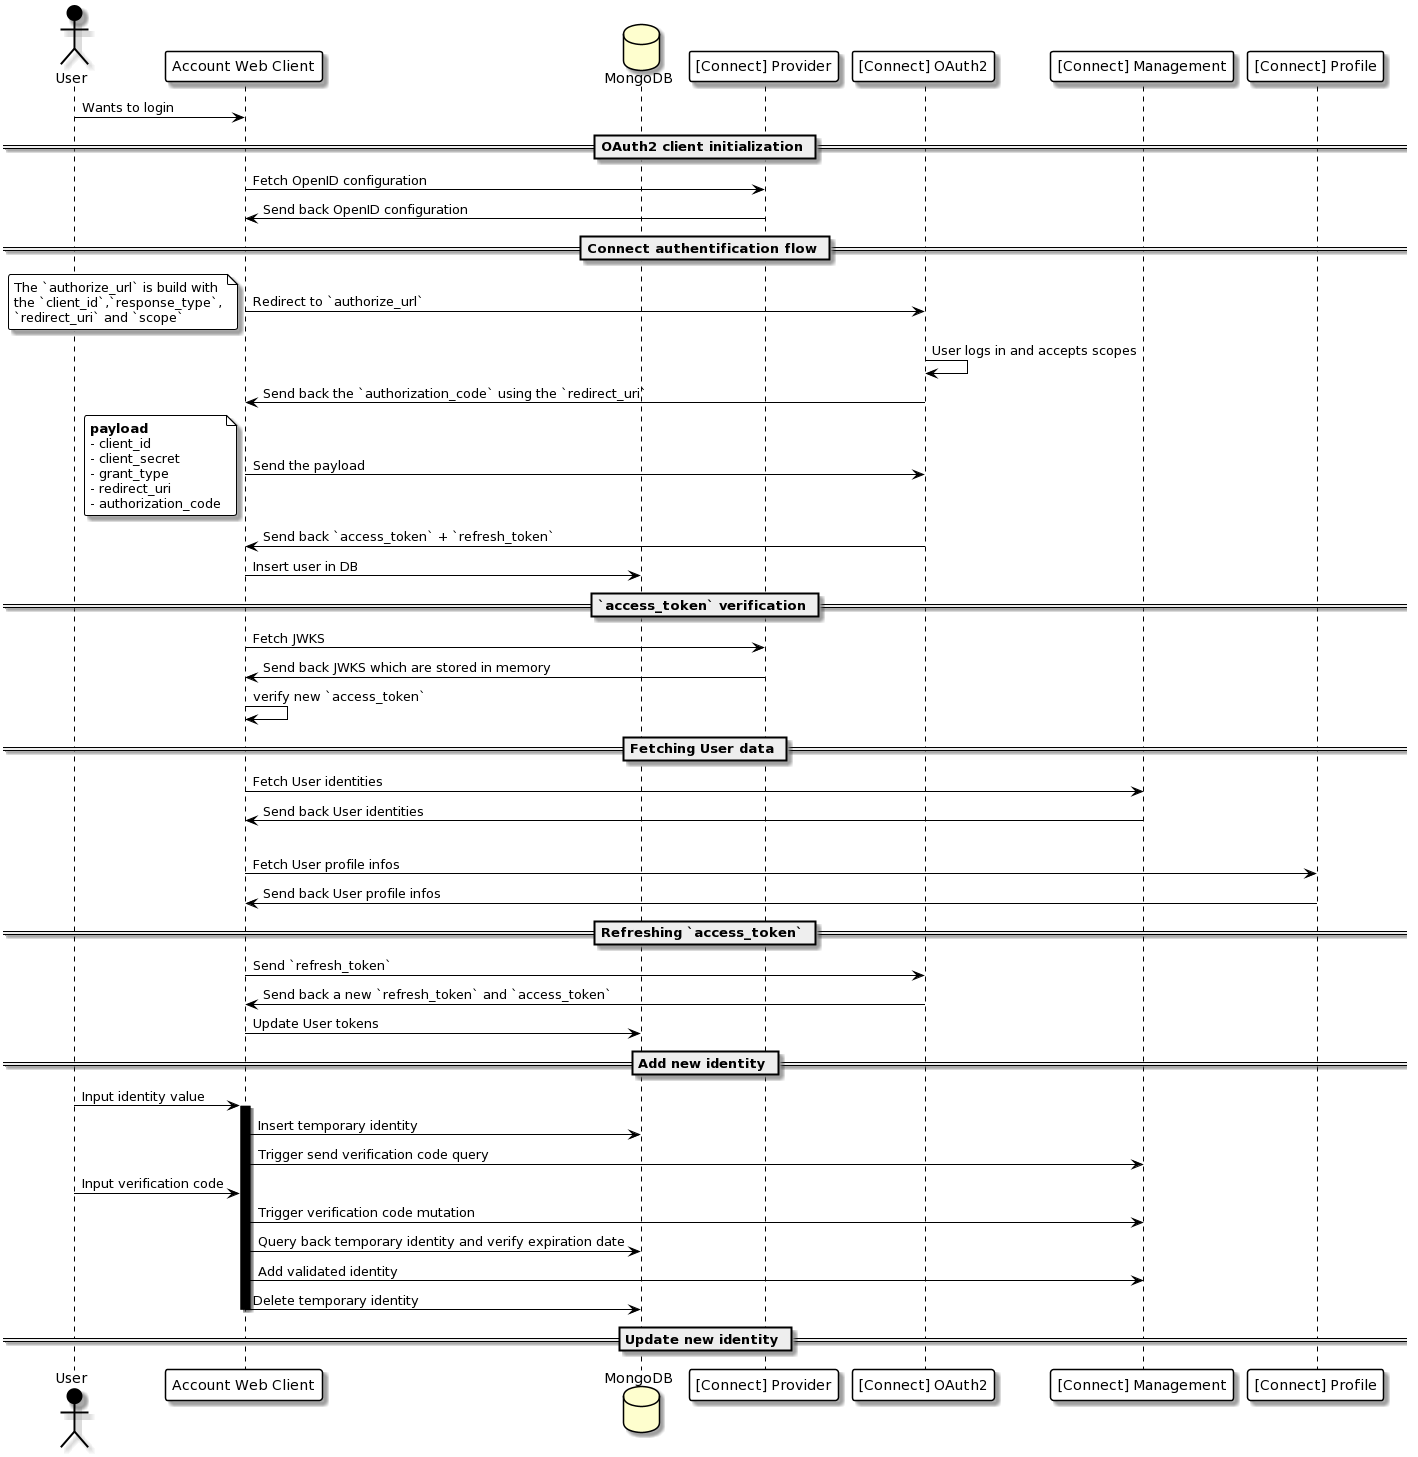 User
Account Web Client
MongoDB
[Connect] Provider
[Connect] OAuth2
[Connect] Management
[Connect] Profile
Wants to login
OAuth2 client initialization
Fetch OpenID configuration
Send back OpenID configuration
Connect authentification flow
The `authorize_url` is build with
the `client_id`,`response_type`,
`redirect_uri` and `scope`
Redirect to `authorize_url`
User logs in and accepts scopes
Send back the `authorization_code` using the `redirect_uri`
payload
- client_id
- client_secret
- grant_type
- redirect_uri
- authorization_code
Send the payload
Send back `access_token` + `refresh_token`
Insert user in DB
`access_token` verification
Fetch JWKS
Send back JWKS which are stored in memory
verify new `access_token`
Fetching User data
Fetch User identities
Send back User identities
Fetch User profile infos
Send back User profile infos
Refreshing `access_token`
Send `refresh_token`
Send back a new `refresh_token` and `access_token`
Update User tokens
Add new identity
Input identity value
Insert temporary identity
Trigger send verification code query
Input verification code
Trigger verification code mutation
Query back temporary identity and verify expiration date
Add validated identity
Delete temporary identity
Update new identity
User
Account Web Client
MongoDB
[Connect] Provider
[Connect] OAuth2
[Connect] Management
[Connect] Profile